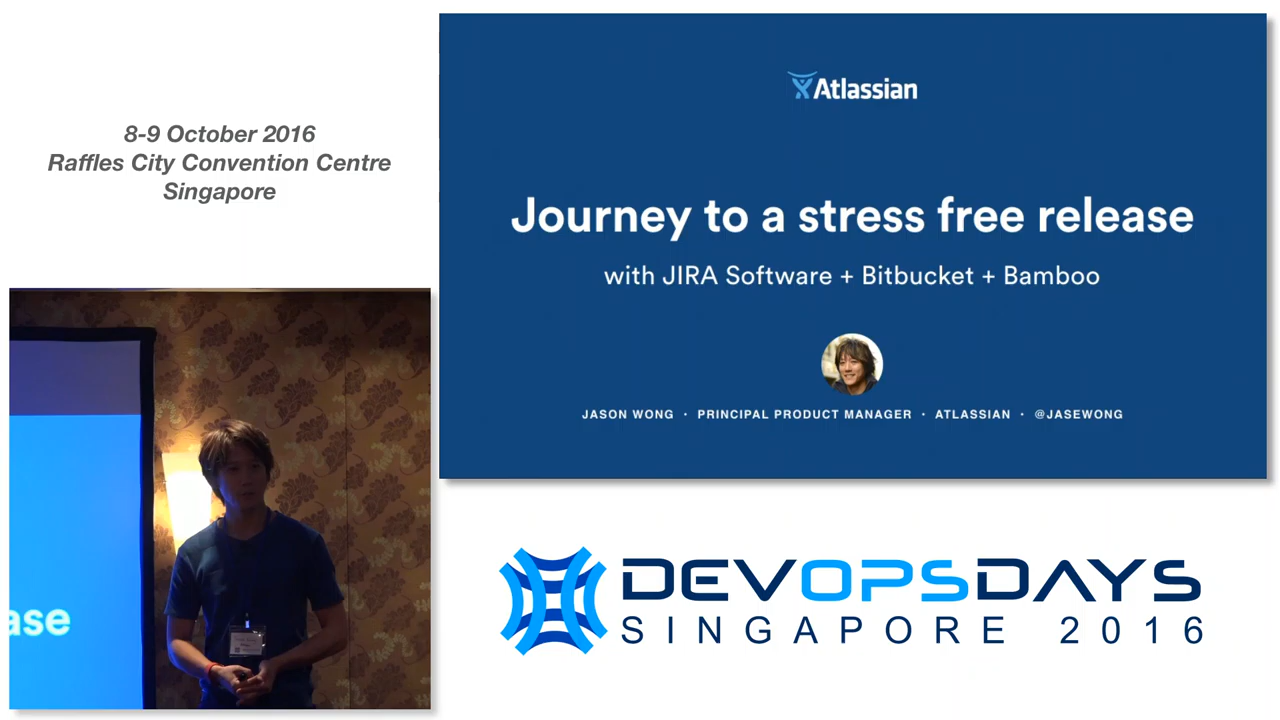 8-9 October 2016
Raffles City Convention Centre
Singapore
Atlassian
Journey to a stress free release
with JIRA Software + Bitbucket + Bamboo
JASON WONG · PRINCIPAL PRODUCT MANAGER · ATLASSIAN · @JASEWONG
ase
DEVOPSDAYS
SINGAPORE 2016